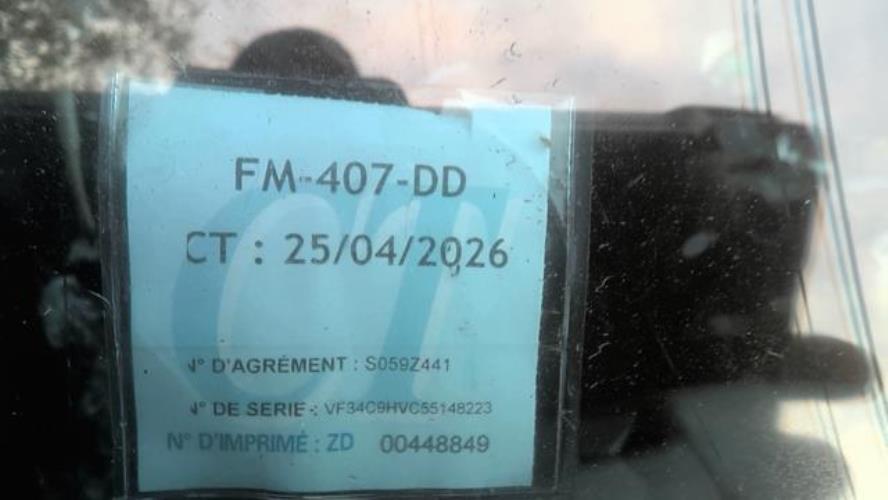 FM-407-DD
CT : 25/04/2026
N° D'AGRÉMENT : S059Z441
N° DE SERIE : VF34C9HVC55148223
N° D'IMPRIMÉ : ZD 00448849